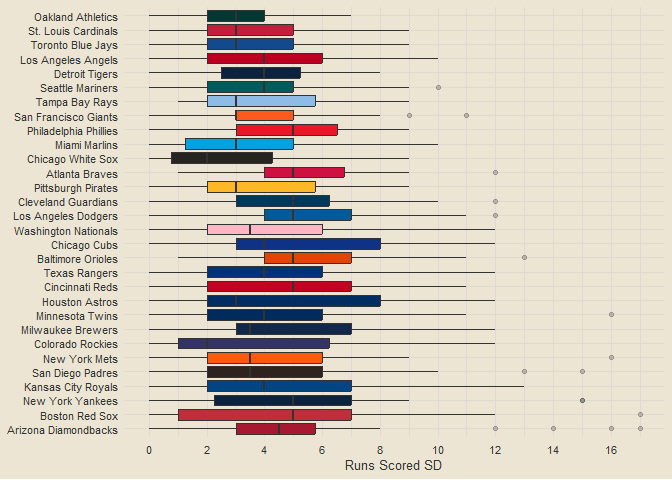 Oakland Athletics
St. Louis Cardinals
Toronto Blue Jays
Los Angeles Angels
Detroit Tigers
Seattle Mariners
Tampa Bay Rays
San Francisco Giants
Philadelphia Phillies
Miami Marlins
Chicago White Sox
Atlanta Braves
Pittsburgh Pirates
Cleveland Guardians
Los Angeles Dodgers
Washington Nationals
Chicago Cubs
Baltimore Orioles
Texas Rangers
Cincinnati Reds
Houston Astros
Minnesota Twins
Milwaukee Brewers
Colorado Rockies
New York Mets
San Diego Padres
Kansas City Royals
New York Yankees
Boston Red Sox
Arizona Diamondbacks
0 2 4 6 8 10 12 14 16
Runs Scored SD